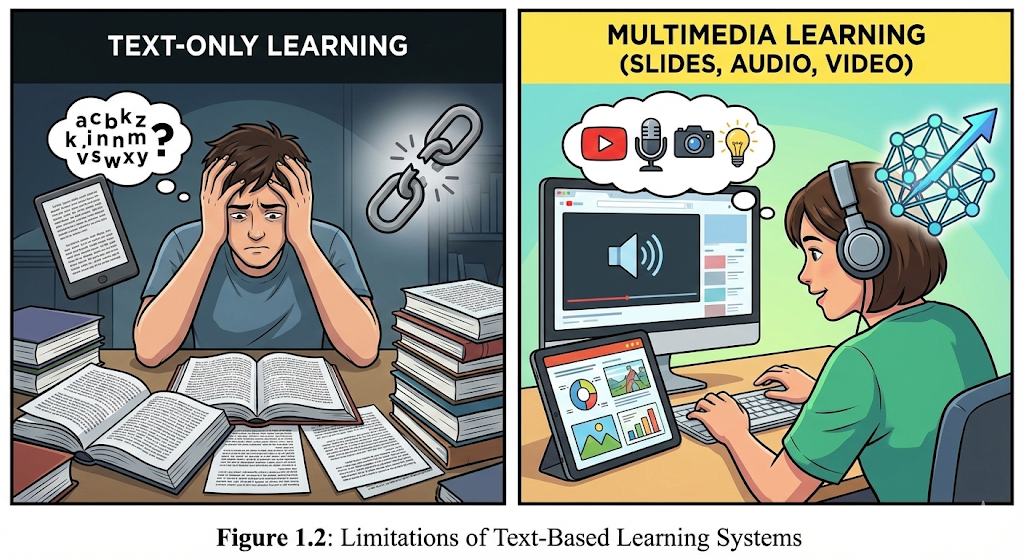 TEXT-ONLY LEARNING
acbkz
k,innm?
vswxy
MULTIMEDIA LEARNING
(SLIDES, AUDIO, VIDEO)
Figure 1.2: Limitations of Text-Based Learning Systems